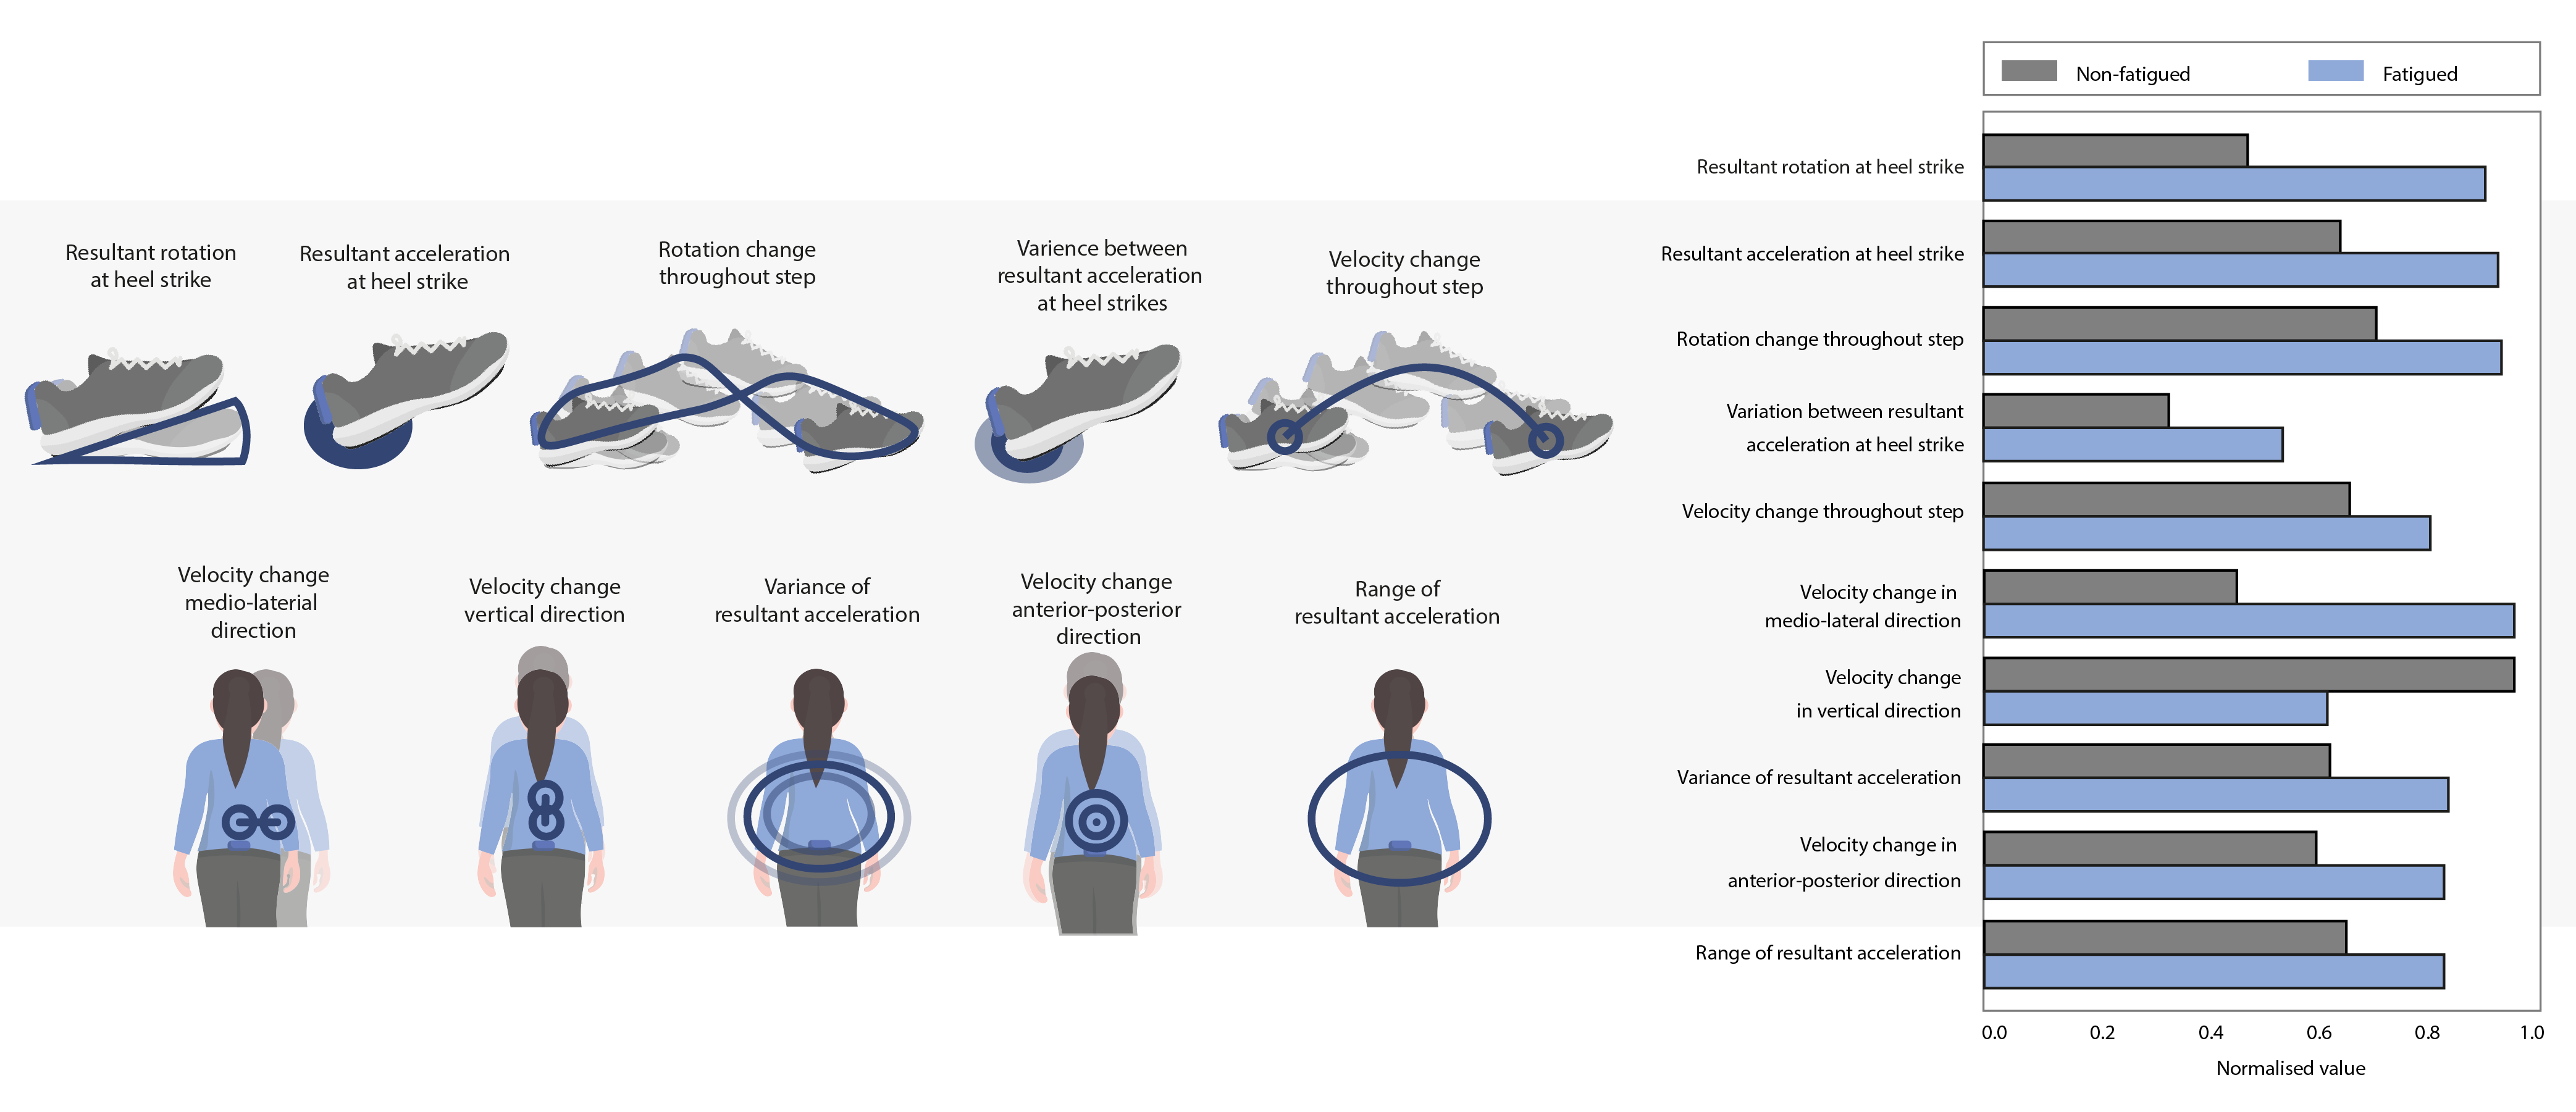 Non-fatigued
Fatigued
Resultant rotation
at heel strike
Resultant acceleration
at heel strike
Rotation change
throughout step
Varience between
resultant acceleration
at heel strikes
Velocity change
throughout step
Velocity change
medio-laterial
direction
Velocity change
vertical direction
Variance of
resultant acceleration
Velocity change
anterior-posterior
direction
Range of
resultant acceleration
Resultant rotation at heel strike
Resultant acceleration at heel strike
Rotation change throughout step
Variation between resultant
acceleration at heel strike
Velocity change throughout step
Velocity change in
medio-lateral direction
Velocity change
in vertical direction
Variance of resultant acceleration
Velocity change in
anterior-posterior direction
Range of resultant acceleration
0.0 0.2 0.4 0.6 0.8 1.0
Normalised value